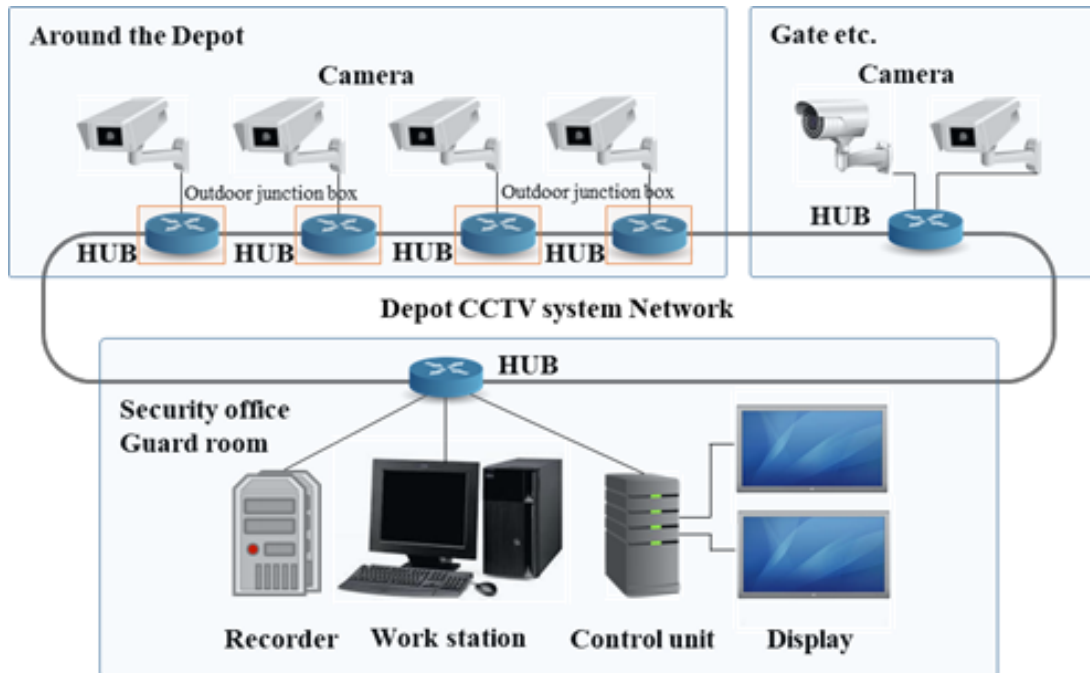 Around the Depot
Gate etc.
Camera
Camera
Outdoor junction box
Outdoor junction box
HUB
HUB
HUB
HUB
HUB
Depot CCTV system Network
HUB
Security office
Guard room
Recorder
Work station
Control unit
Display